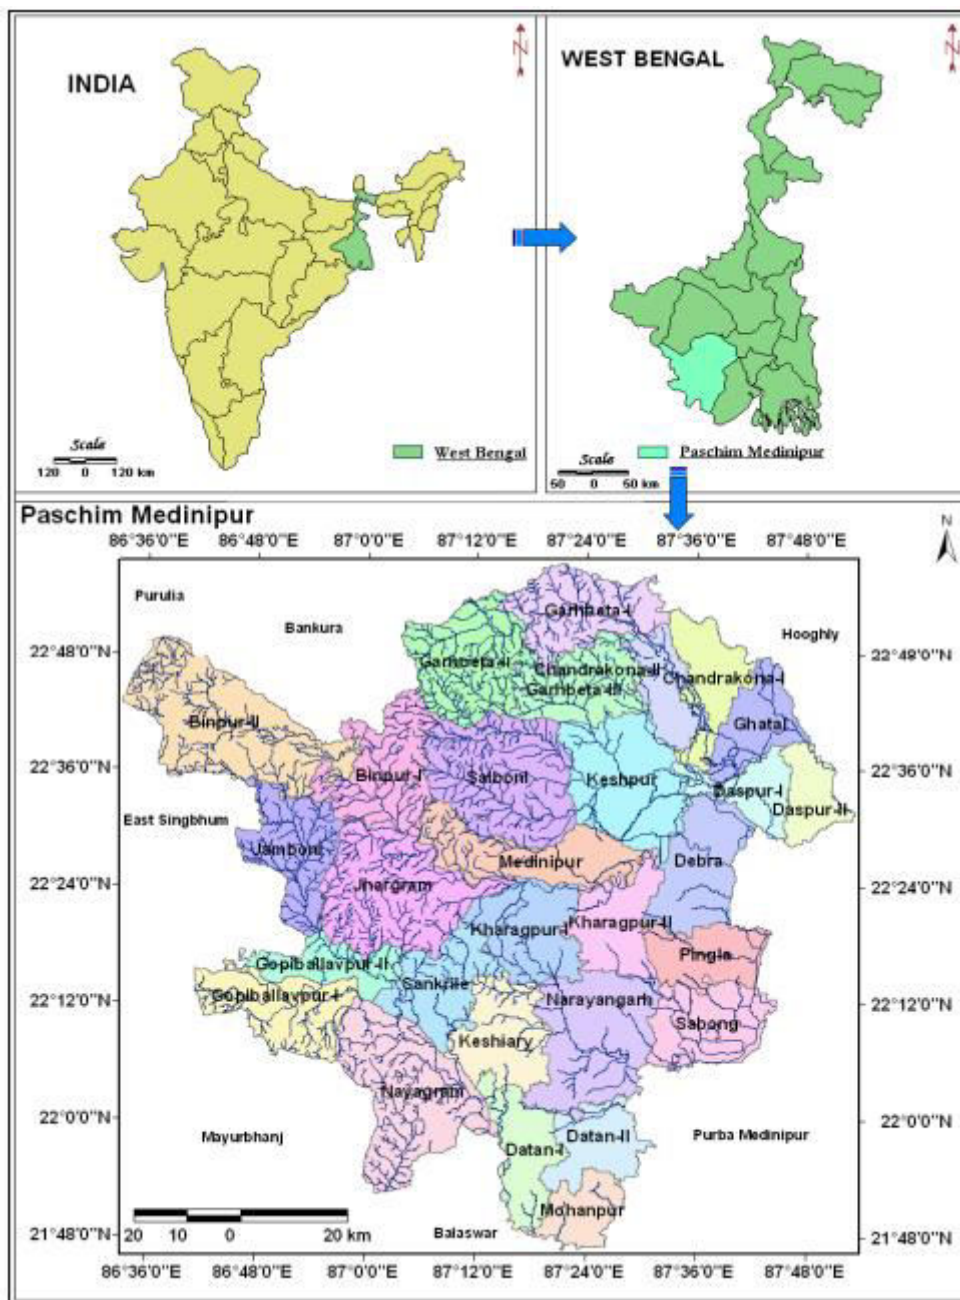 INDIA
N
WEST BENGAL
N
Scale
120 0 120 km
West Bengal
Scale
50 0 50 km
Paschim Medinipur
Paschim Medinipur
N
86°36'0"E 86°48'0"E 87°0'0"E 87°12'0"E 87°24'0"E 87°36'0"E 87°48'0"E
Purulia
Bankura
Hooghly
Garhbeta-I
22°48'0"N 22°48'0"N
Garhbeta-II
Chandrakona-II
Chandrakona-I
Garhbeta-III
Binpur-II
Ghatal
22°36'0"N 22°36'0"N
Binpur-I
Salboni
Keshpur
Daspur-I
Daspur-II
East Singbhum
Jamboni
Medinipur
Debra
22°24'0"N 22°24'0"N
Jhargram
Kharagpur-I
Kharagpur-II
Pingla
Gopiballavpur-II
Sankrile
Gopiballavpur-I
Narayangarh
22°12'0"N 22°12'0"N
Sabong
Keshiary
Nayagram
22°0'0"N 22°0'0"N
Mayurbhanj
Datan-I
Datan-II
Purba Medinipur
Mohanpur
20 10 0 20 km
Balaswar
21°48'0"N 21°48'0"N
86°36'0"E 86°48'0"E 87°0'0"E 87°12'0"E 87°24'0"E 87°36'0"E 87°48'0"E